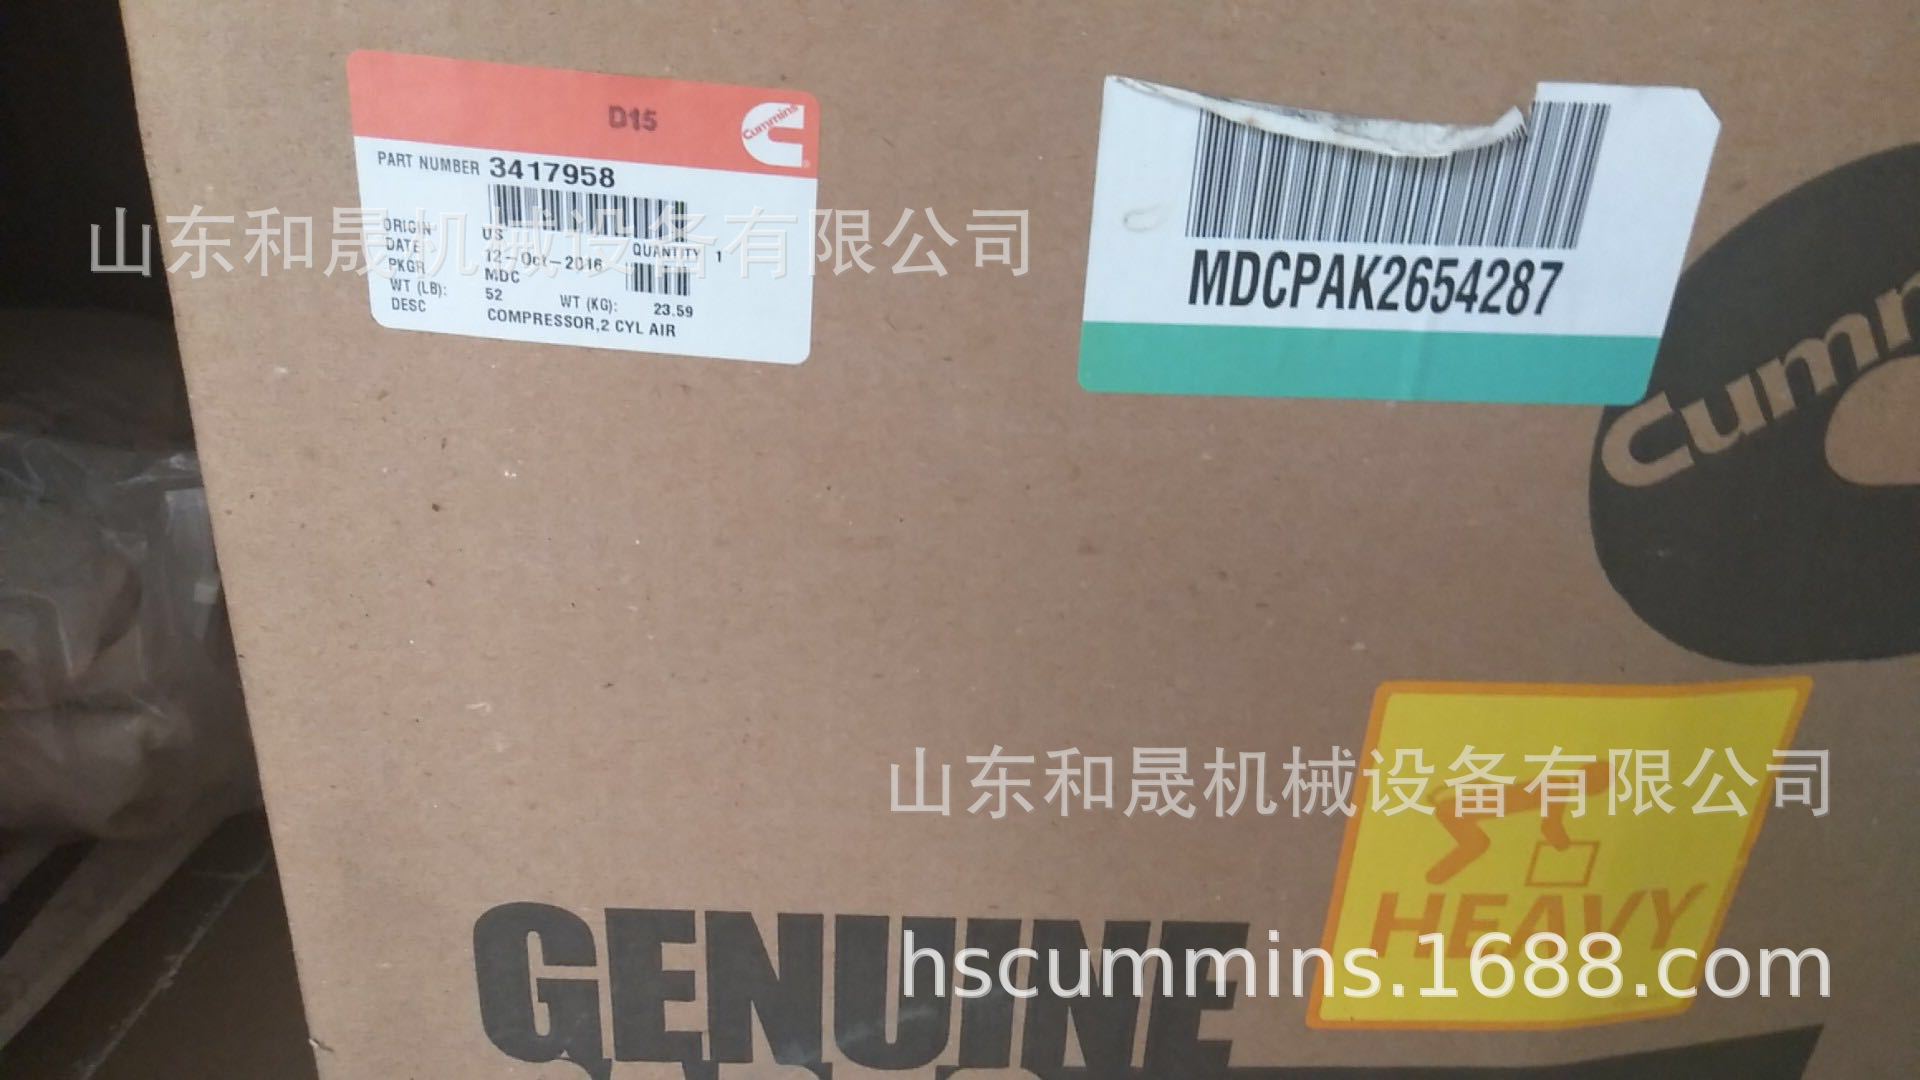 D15
Cummins
PART NUMBER 3417958
ORIGIN: US
QUANTITY 1
DATE 12-Oct-2016
PKGR MDC
WT (LB): 52 WT (KG): 23.59
DESC COMPRESSOR,2 CYL AIR
MDCPAK2654287
山东和晟机械设备有限公司
山东和晟机械设备有限公司
HEAVY
hscummins.1688.com
GENUINE